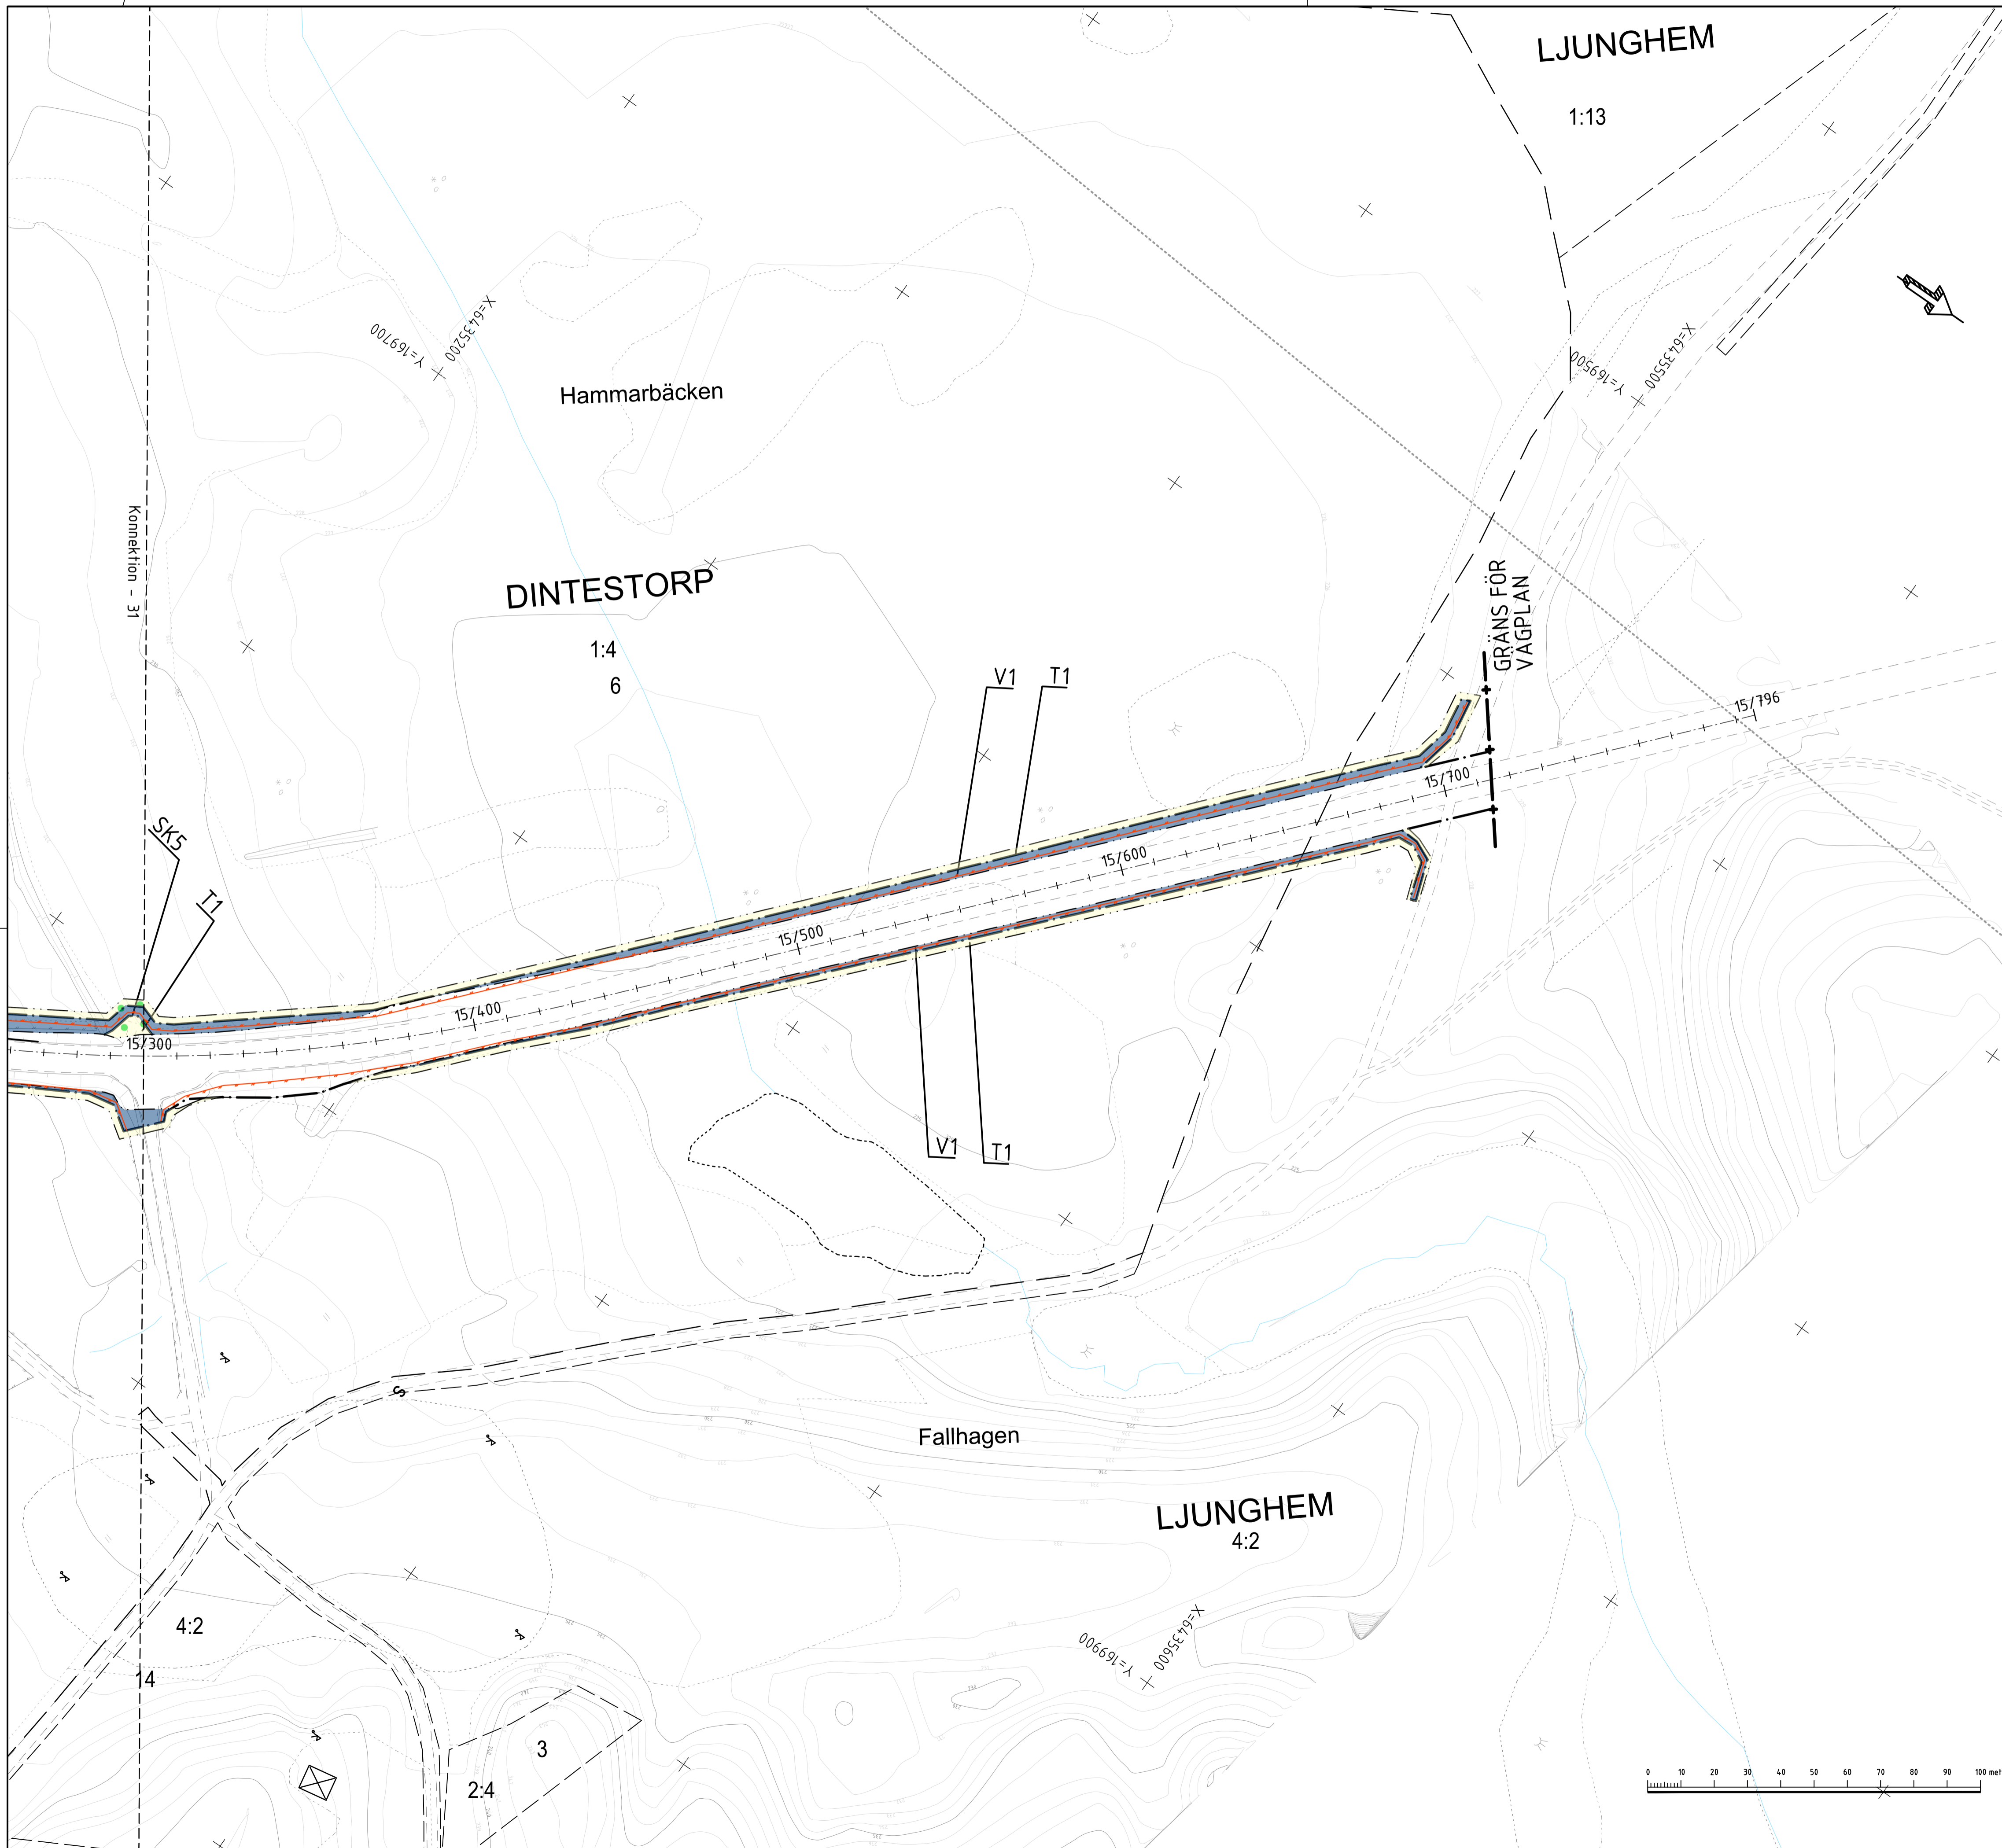 LJUNGHEM
1:13
X=6435200
Y=169700
X=6435500
Y=169500
Hammarbäcken
Konnektion - 31
DINTESTORP
1:4
6
GRÄNS FÖR
VÄGPLAN
V1
T1
15/796
15/700
SK5
T1
15/600
15/500
15/400
15/300
V1
T1
S
Fallhagen
LJUNGHEM
4:2
4:2
14
X=6435600
Y=169900
3
2:4
0 10 20 30 40 50 60 70 80 90 100 met